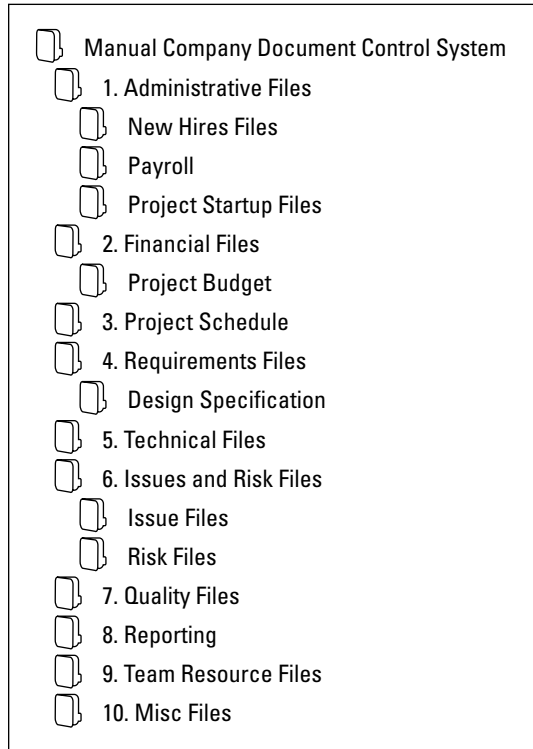 Manual Company Document Control System
1. Administrative Files
New Hires Files
Payroll
Project Startup Files
2. Financial Files
Project Budget
3. Project Schedule
4. Requirements Files
Design Specification
5. Technical Files
6. Issues and Risk Files
Issue Files
Risk Files
7. Quality Files
8. Reporting
9. Team Resource Files
10. Misc Files